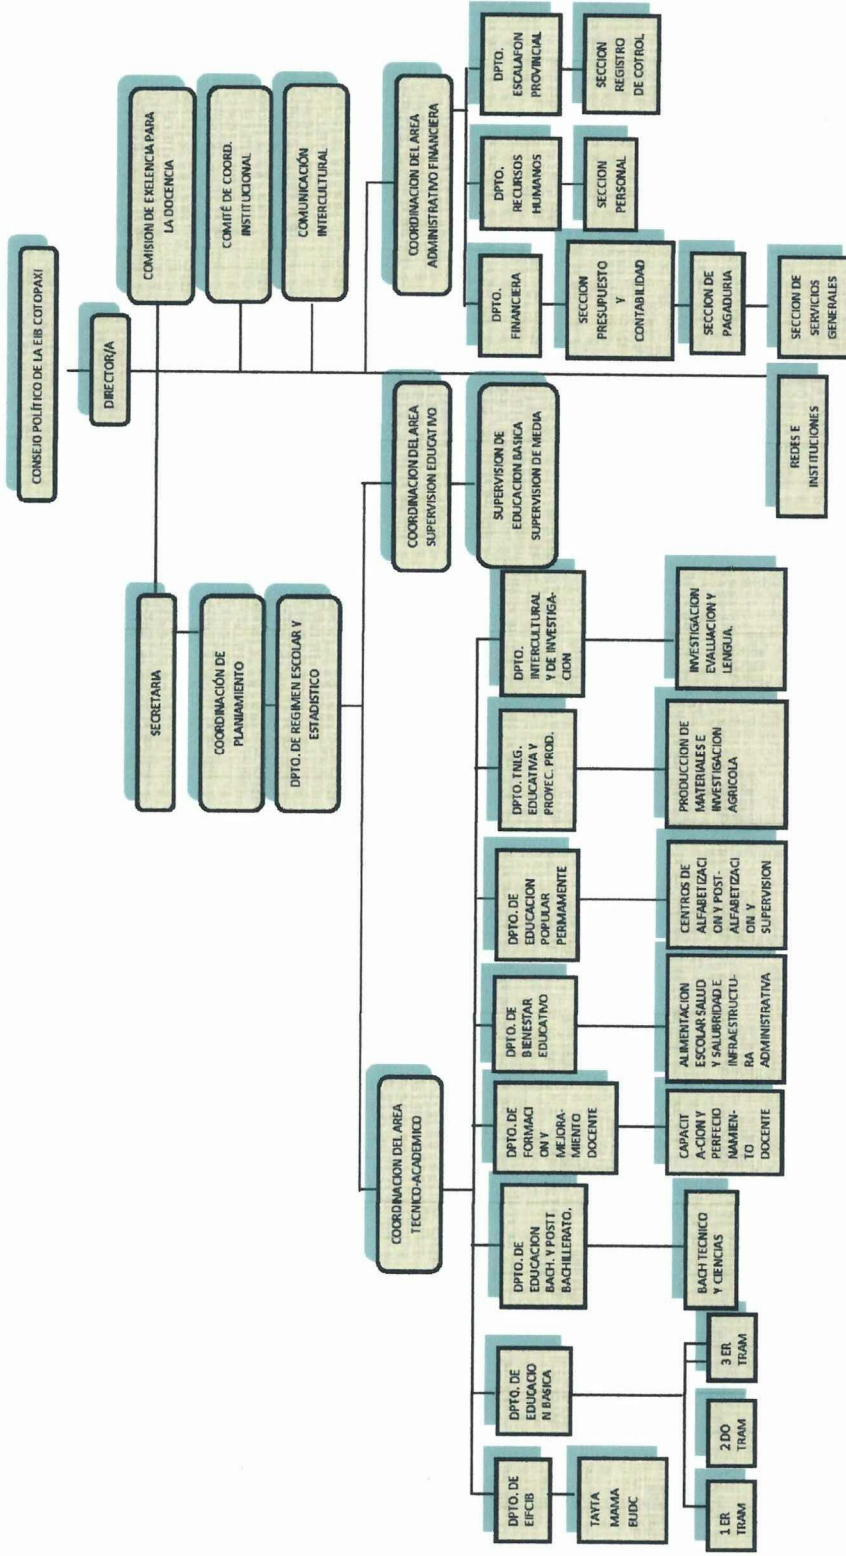 CONSEJO POLÍTICO DE LA EIB COTOPAXI
DIRECTOR/A
SECRETARIA
COORDINACIÓN DE
PLANIAMIENTO
DPTO. DE REGIMEN ESCOLAR Y
ESTADISTICO
COMISION DE EXELENCIA PARA
LA DOCENCIA
COMITÉ DE COORD.
INSTITUCIONAL
COMUNICACIÓN
INTERCULTURAL
COORDINACION DEL AREA
TECNICO-ACADEMICO
COORDINACION DEL AREA
SUPERVISION EDUCATIVO
COORDINACION DEL AREA
ADMINISTRATIVO FINANCIERA
SUPERVISION DE
EDUCACION BASICA
SUPERVISION DE MEDIA
DPTO. DE
EIFCIB
DPTO. DE
EDUCACIO
N BASICA
DPTO. DE
EDUCACION
BACH. Y POSTT
BACHILLERATO.
DPTO. DE
FORMACI
ON Y
MEJORA-
MIENTO
DOCENTE
DPTO. DE
BIENESTAR
EDUCATIVO
DPTO. DE
EDUCACION
POPULAR
PERMAMENTE
DPTO. TNLG.
EDUCATIVA Y
PROYEC. PROD.
DPTO.
INTERCULTURAL
Y DE INVESTIGA-
CION
DPTO.
FINANCIERA
DPTO.
RECURSOS
HUMANOS
DPTO.
ESCALAFON
PROVINCIAL
TAYTA
MAMA
EUDC
1 ER
TRAM
2 DO
TRAM
3 ER
TRAM
BACH TECNICO
Y CIENCIAS
CAPACIT
A-CION Y
PERFECIO
NAMIEN-
TO
DOCENTE
ALIMENTACION
ESCOLAR SALUD
Y SALUBRIDAD E
INFRAESTRUCTU-
RA
ADMINISTRATIVA
CENTROS DE
ALFABETIZACI
ON Y POST-
ALFABETIZACI
ON Y
SUPERVISION
PRODUCCION DE
MATERIALES E
INVESTIGACION
AGRICOLA
INVESTIGACION
EVALUACION Y
LENGUA.
SECCION
PRESUPUESTO
Y
CONTABILIDAD
SECCION
PERSONAL
SECCION
REGISTRO
DE COTROL
SECCION DE
PAGADURIA
SECCION DE
SERVICIOS
GENERALES
REDES E
INSTITUCIONES